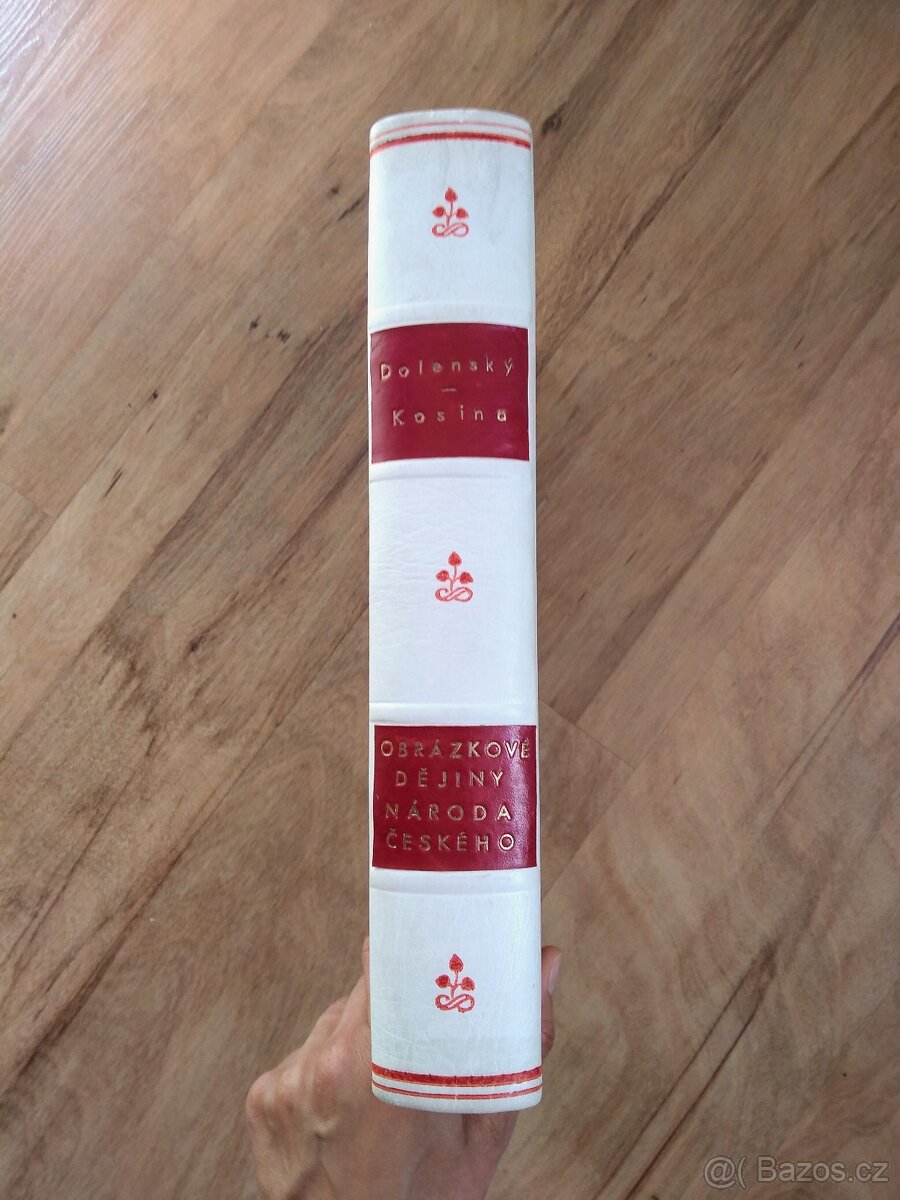 Dolenský
—
Kosina
OBRÁZKOVÉ
DĚJINY
NÁRODA
ČESKÉHO
@( Bazos.cz